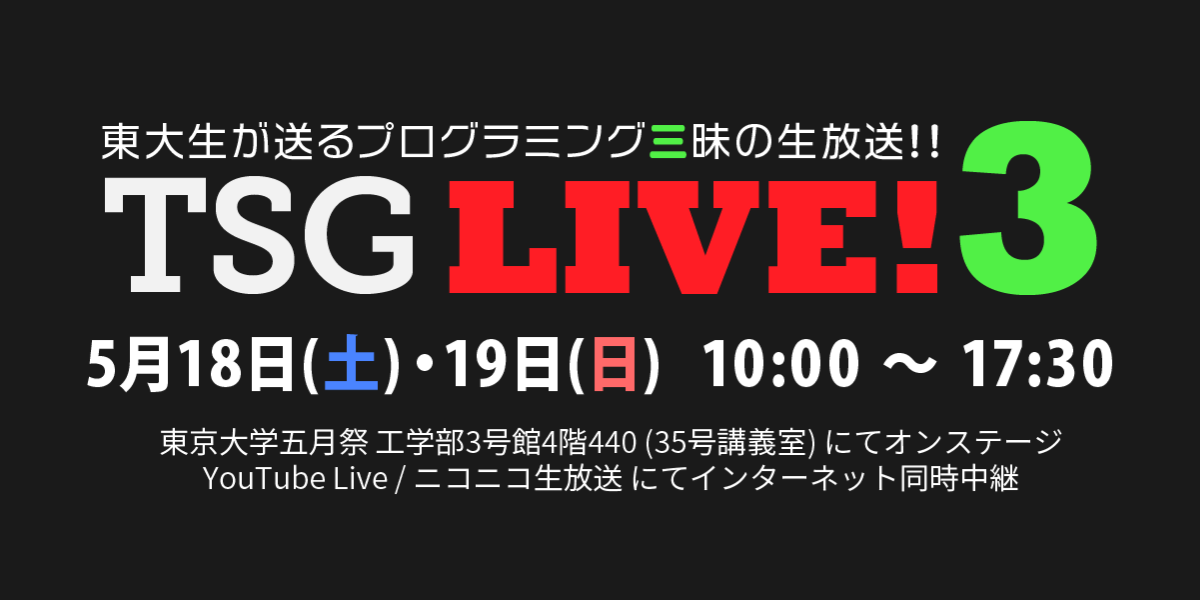 東大生が送るプログラミング三昧の生放送!!
TSG LIVE!3
5月18日(土)・19日(日) 10:00 ～ 17:30
東京大学五月祭 工学部3号館4階440 (35号講義室) にてオンステージ
YouTube Live / ニコニコ生放送 にてインターネット同時中継